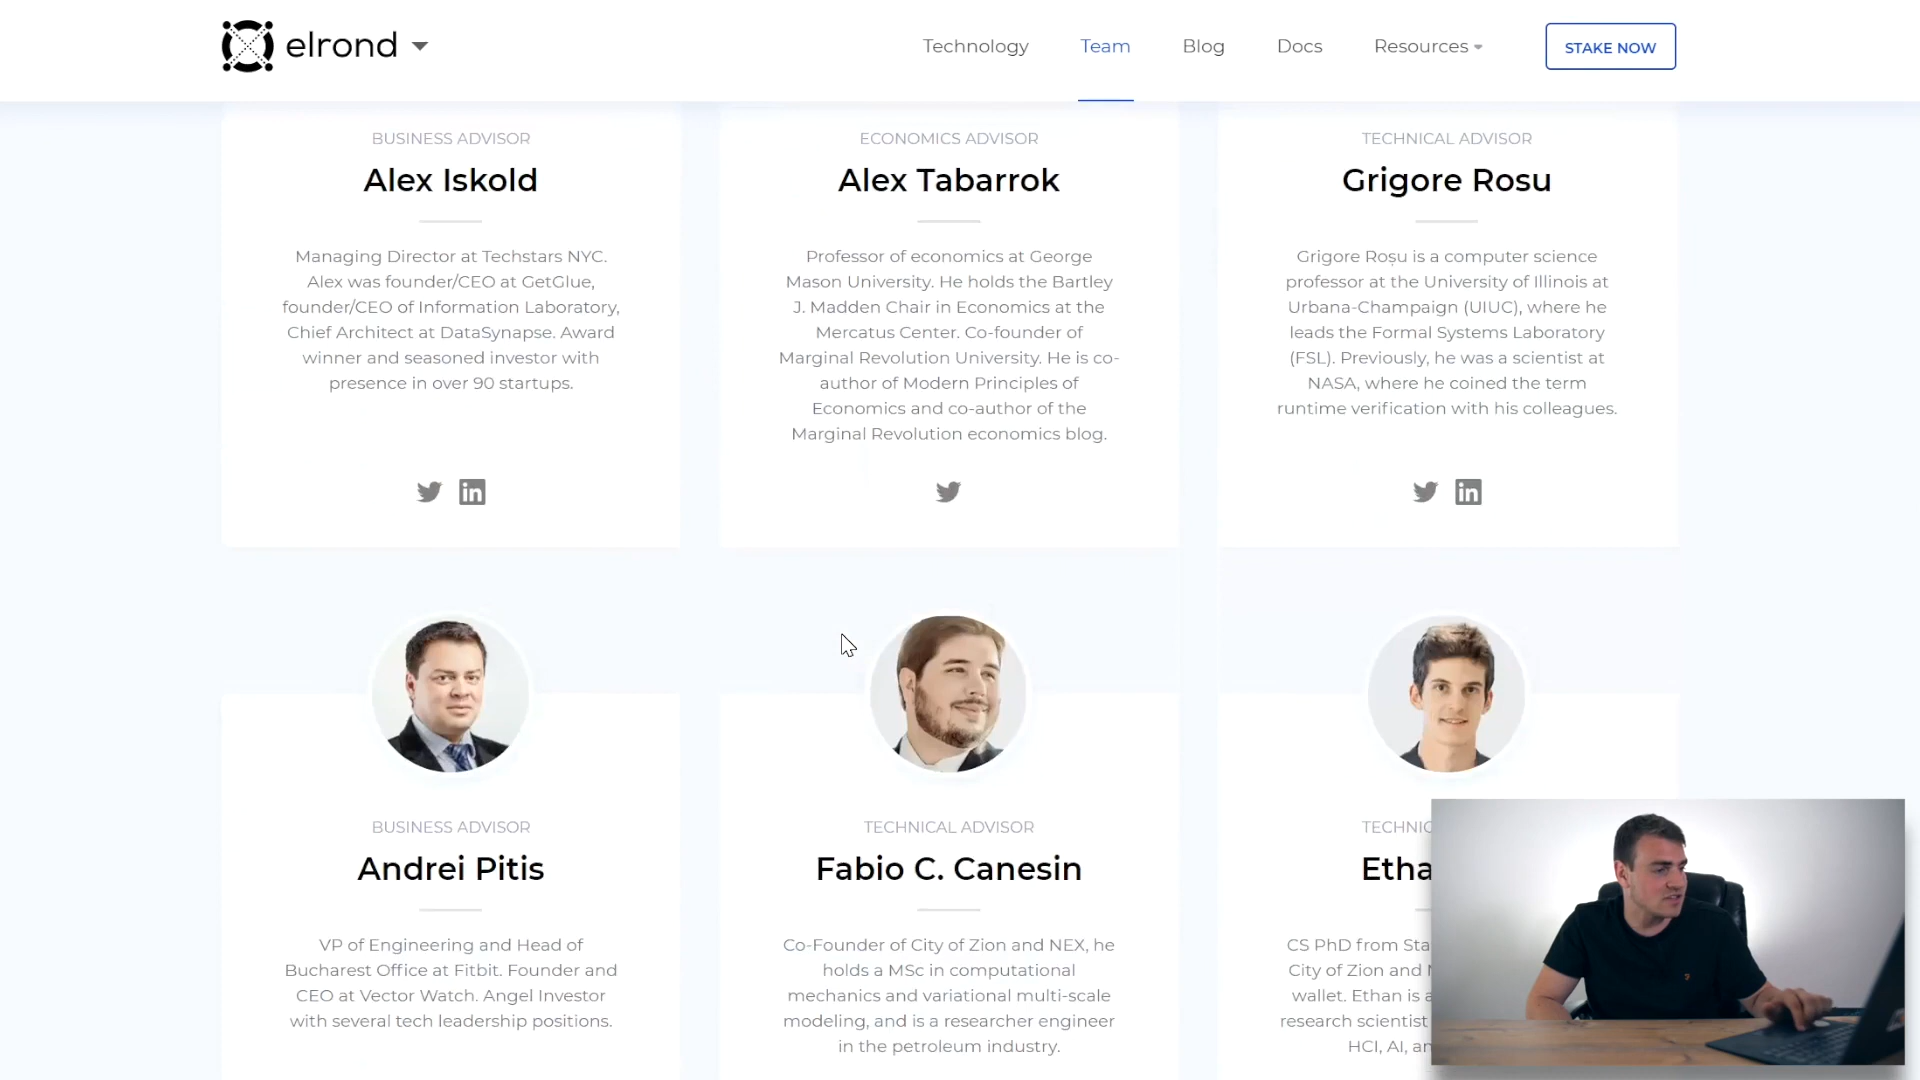 elrond
Technology
Team
Blog
Docs
Resources
STAKE NOW
BUSINESS ADVISOR
Alex Iskold
Managing Director at Techstars NYC.
Alex was founder/CEO at GetGlue,
founder/CEO of Information Laboratory,
Chief Architect at DataSynapse. Award
winner and seasoned investor with
presence in over 90 startups.
ECONOMICS ADVISOR
Alex Tabarrok
Professor of economics at George
Mason University. He holds the Bartley
J. Madden Chair in Economics at the
Mercatus Center. Co-founder of
Marginal Revolution University. He is co-
author of Modern Principles of
Economics and co-author of the
Marginal Revolution economics blog.
TECHNICAL ADVISOR
Grigore Rosu
Grigore Roșu is a computer science
professor at the University of Illinois at
Urbana-Champaign (UIUC), where he
leads the Formal Systems Laboratory
(FSL). Previously, he was a scientist at
NASA, where he coined the term
runtime verification with his colleagues.
in
in
BUSINESS ADVISOR
Andrei Pitis
VP of Engineering and Head of
Bucharest Office at Fitbit. Founder and
CEO at Vector Watch. Angel Investor
with several tech leadership positions.
TECHNICAL ADVISOR
Fabio C. Canesin
Co-Founder of City of Zion and NEX, he
holds a MSc in computational
mechanics and variational multi-scale
modeling, and is a researcher engineer
in the petroleum industry.
TECHNIC
Etha
CS PhD from Sta
City of Zion and
wallet. Ethan is a
research scientist
HCI, AI, an